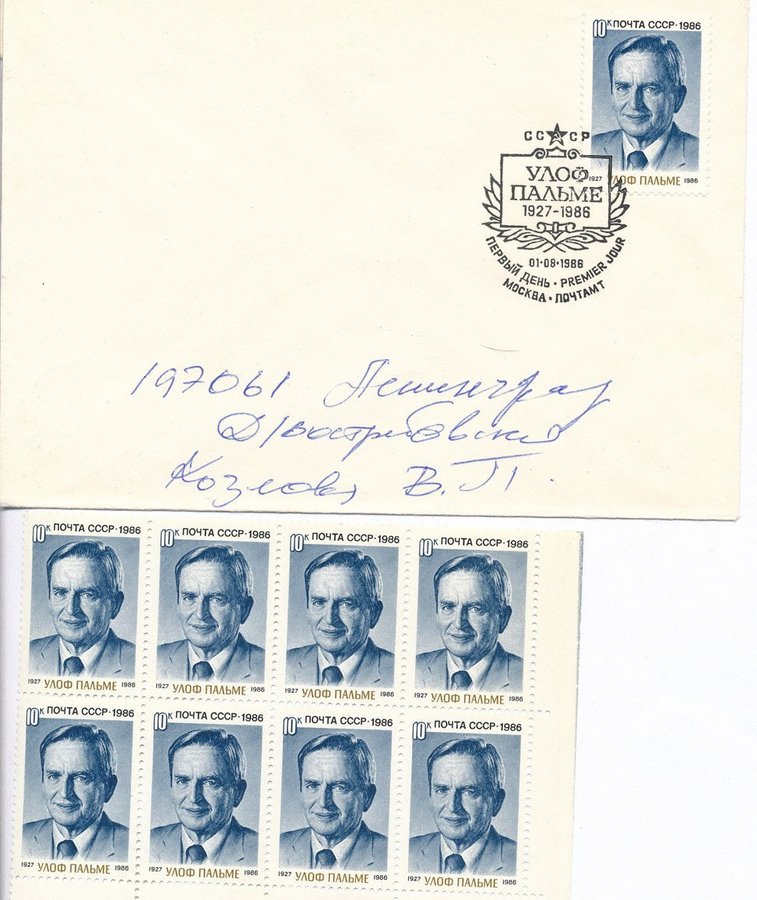 10к ПОЧТА СССР·1986
1927 УЛОФ ПАЛЬМЕ 1986
СССР
УЛОФ
ПАЛЬМЕ
1927-1986
01·08·1986
ПЕРВЫЙ ДЕНЬ · PREMIER JOUR
МОСКВА · ПОЧТАМТ
197061 Ленинград
Козлова В. П.
10к ПОЧТА СССР·1986 10к ПОЧТА СССР·1986 10к ПОЧТА СССР·1986 10к ПОЧТА СССР·1986
1927 УЛОФ ПАЛЬМЕ 1986 1927 УЛОФ ПАЛЬМЕ 1986 1927 УЛОФ ПАЛЬМЕ 1986 1927 УЛОФ ПАЛЬМЕ 1986
10к ПОЧТА СССР·1986 10к ПОЧТА СССР·1986 10к ПОЧТА СССР·1986 10к ПОЧТА СССР·1986
1927 УЛОФ ПАЛЬМЕ 1986 1927 УЛОФ ПАЛЬМЕ 1986 1927 УЛОФ ПАЛЬМЕ 1986 1927 УЛОФ ПАЛЬМЕ 1986